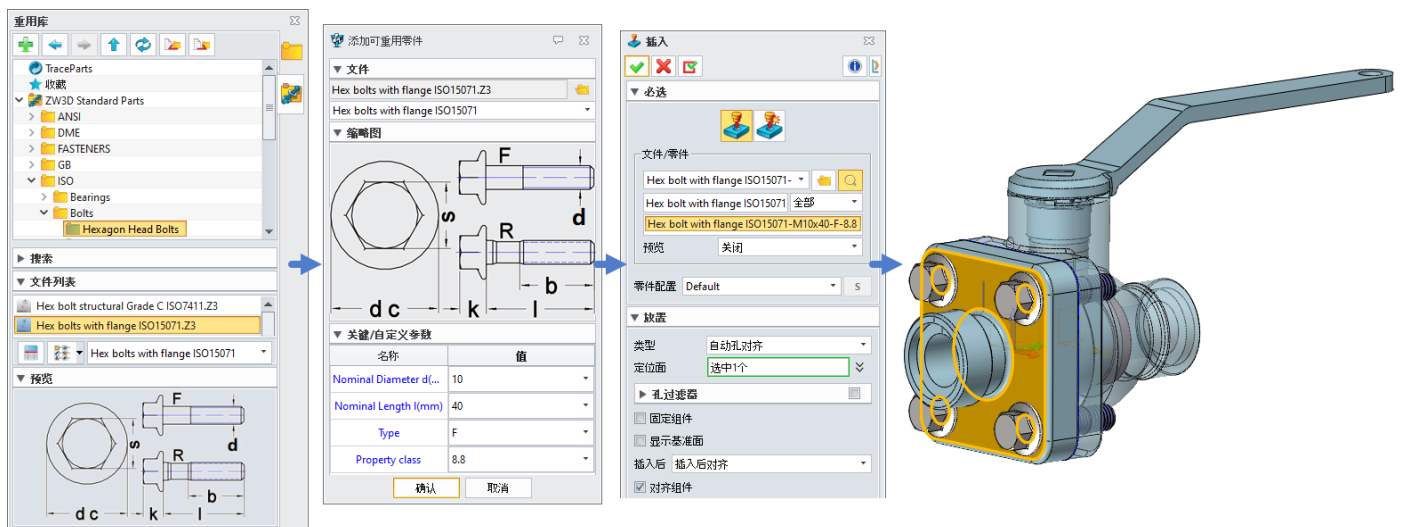 重用库
TraceParts
收藏
ZW3D Standard Parts
ANSI
DME
FASTENERS
GB
ISO
Bearings
Bolts
Hexagon Head Bolts
搜索
文件列表
Hex bolt structural Grade C ISO7411.Z3
Hex bolts with flange ISO15071.Z3
Hex bolts with flange ISO15071
预览
F
s
d
R
b
d c
k
l
添加可重用零件
文件
Hex bolts with flange ISO15071.Z3
Hex bolts with flange ISO15071
缩略图
F
s
d
R
b
d c
k
l
关键/自定义参数
名称 值
Nominal Diameter d(... 10
Nominal Length l(mm) 40
Type F
Property class 8.8
确认 取消
插入
必选
文件/零件
Hex bolt with flange ISO15071-
Hex bolt with flange ISO15071 全部
Hex bolt with flange ISO15071-M10x40-F-8.8
预览 关闭
零件配置 Default S
放置
类型 自动孔对齐
定位面 选中1个
孔过滤器
固定组件
显示基准面
插入后 插入后对齐
对齐组件